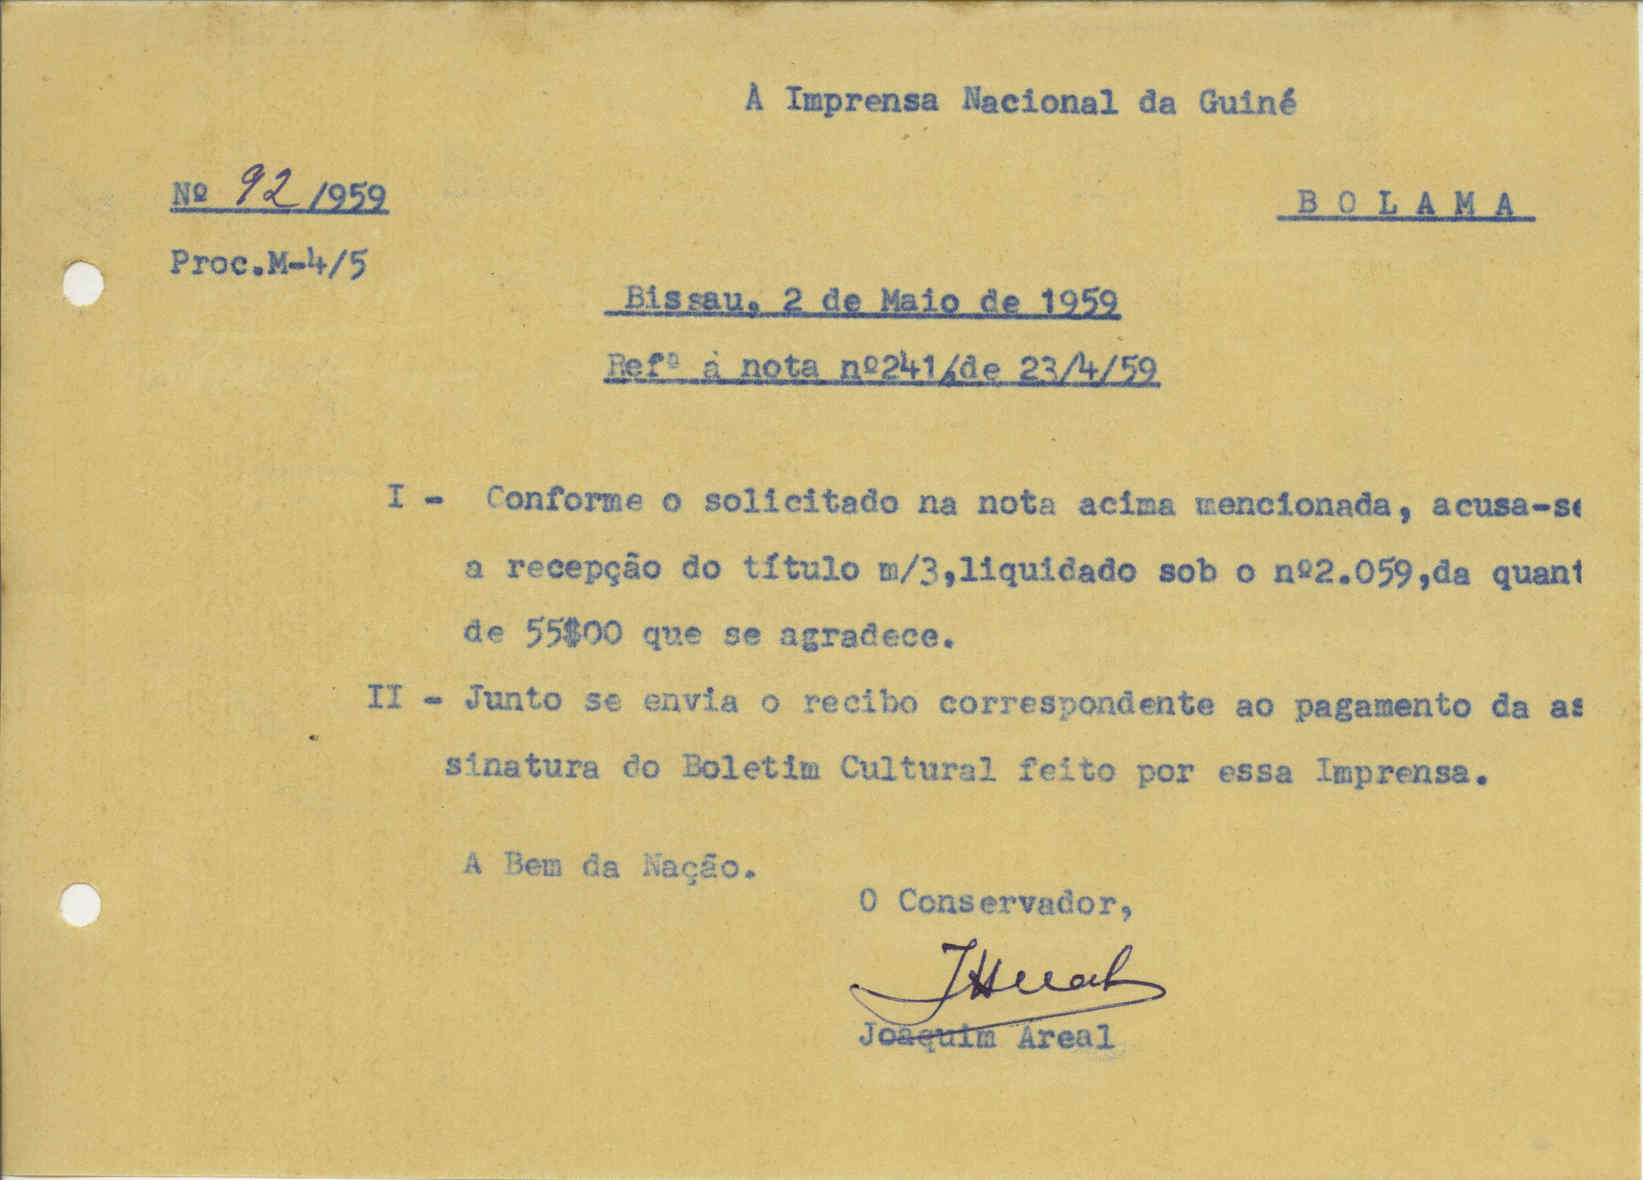 À Imprensa Nacional da Guiné
Nº 92/1959
B O L A M A
Proc.M-4/5
Bissau, 2 de Maio de 1959
Refª à nota nº241/de 23/4/59
I - Conforme o solicitado na nota acima mencionada, acusa-se
a recepção do título m/3,liquidado sob o nº2.059,da quant
de 55$00 que se agradece.
II - Junto se envia o recibo correspondente ao pagamento da as
sinatura do Boletim Cultural feito por essa Imprensa.
A Bem da Nação.
O Conservador,
JAreal
Joaquim Areal